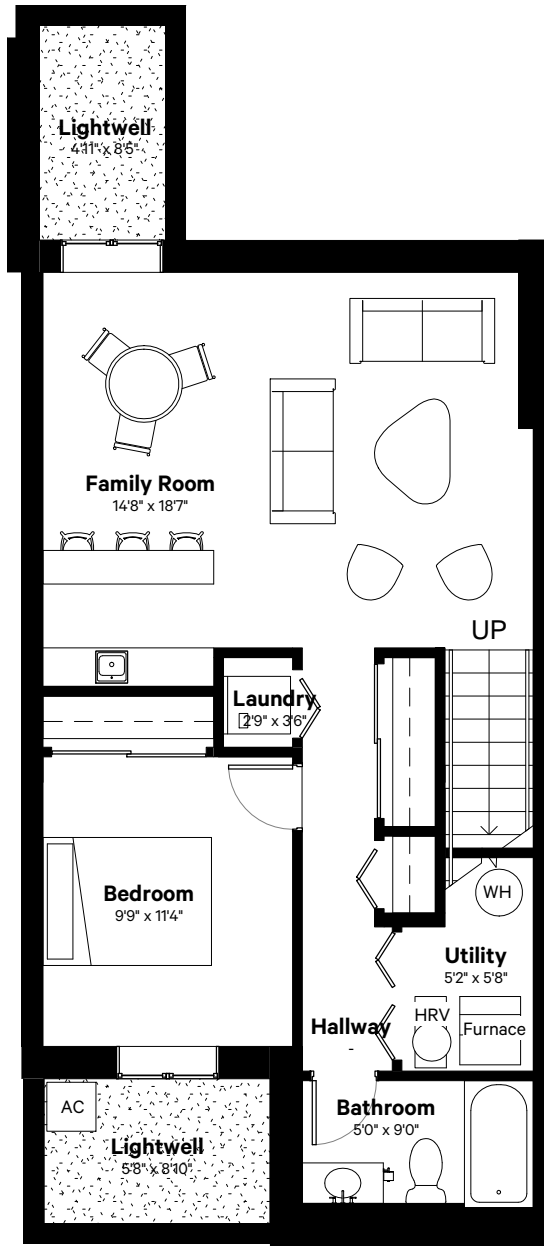 Lightwell
4'11" x 8'5"
Family Room
14'8" x 18'7"
UP
Laundry
2'9" x 3'6"
Bedroom
9'9" x 11'4"
WH
Utility
5'2" x 5'8"
HRV
Furnace
Hallway
-
AC
Bathroom
5'0" x 9'0"
Lightwell
5'8" x 8'10"